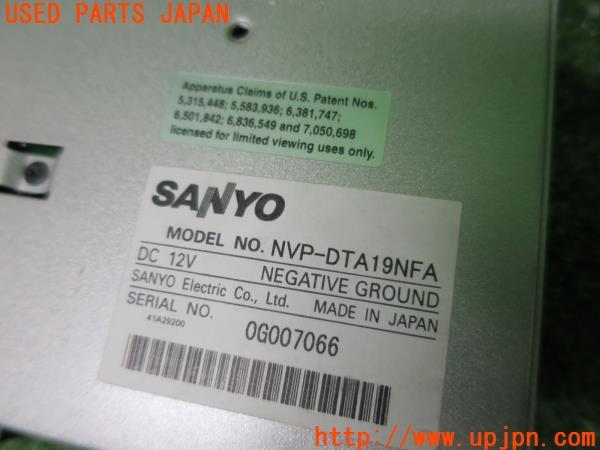 USED PARTS JAPAN
Apparatus Claims of U.S. Patent Nos.
5,315,448; 5,583,936; 6,381,747;
6,501,842; 6,836,549 and 7,050,698
licensed for limited viewing uses only.
SANYO
MODEL NO. NVP-DTA19NFA
DC 12V NEGATIVE GROUND
SANYO Electric Co., Ltd. MADE IN JAPAN
SERIAL NO. 0G007066
41A29200
http://www.upjpn.com